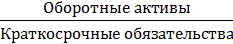 Оборотные активы
Краткосрочные обязательства